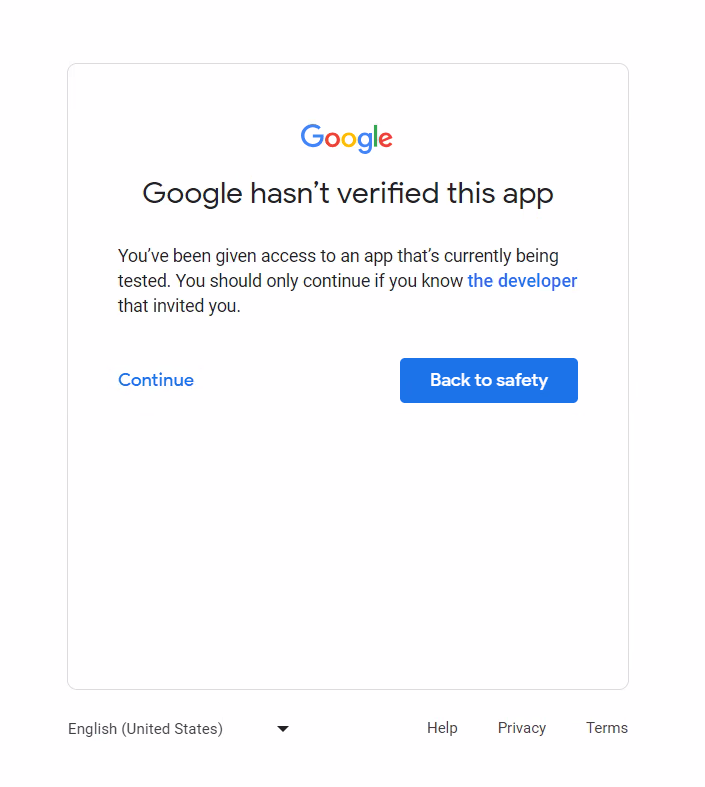 Google
Google hasn’t verified this app
You’ve been given access to an app that’s currently being
tested. You should only continue if you know the developer
that invited you.
Continue
Back to safety
English (United States)
Help
Privacy
Terms